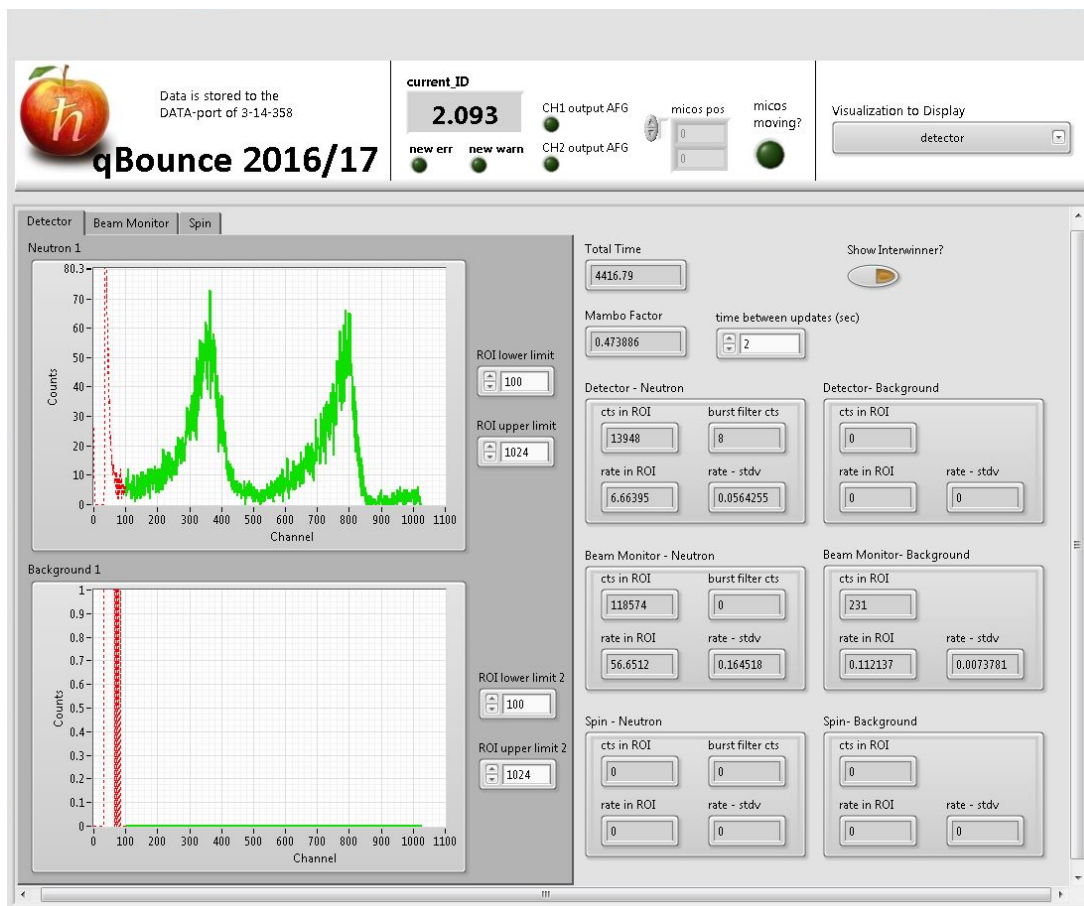 Data is stored to the
DATA-port of 3-14-358
ħ
qBounce 2016/17
current_ID
2.093
new err new warn
CH1 output AFG
CH2 output AFG
micos pos
0
0
micos
moving?
Visualization to Display
detector
Detector Beam Monitor Spin
Neutron 1
80.3
70
60
50
40
30
20
10
0
Counts
0 100 200 300 400 500 600 700 800 900 1000 1100
Channel
ROI lower limit
100
ROI upper limit
1024
Background 1
1
0.9
0.8
0.7
0.6
0.5
0.4
0.3
0.2
0.1
0
Counts
0 100 200 300 400 500 600 700 800 900 1000 1100
Channel
ROI lower limit 2
100
ROI upper limit 2
1024
Total Time
4416.79
Show Interwinner?
Mambo Factor
0.473886
time between updates (sec)
2
Detector - Neutron
cts in ROI burst filter cts
13948 8
rate in ROI rate - stdv
6.66395 0.0564255
Detector- Background
cts in ROI
0
rate in ROI rate - stdv
0 0
Beam Monitor - Neutron
cts in ROI burst filter cts
118574 0
rate in ROI rate - stdv
56.6512 0.164518
Beam Monitor- Background
cts in ROI
231
rate in ROI rate - stdv
0.112137 0.0073781
Spin - Neutron
cts in ROI burst filter cts
0 0
rate in ROI rate - stdv
0 0
Spin- Background
cts in ROI
0
rate in ROI rate - stdv
0 0